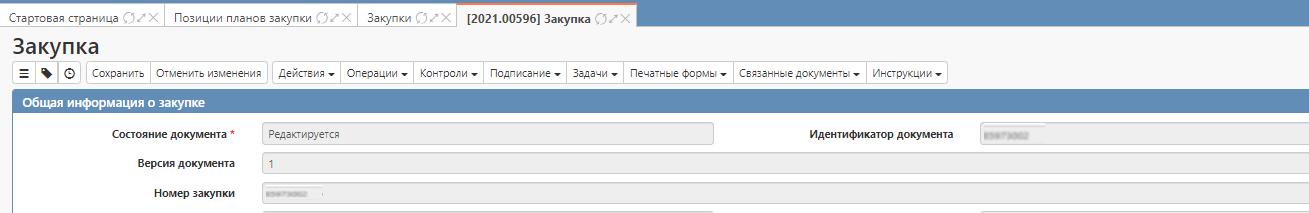 Стартовая страница Позиции планов закупки Закупки [2021.00596] Закупка
Закупка
Сохранить Отменить изменения Действия Операции Контроли Подписание Задачи Печатные формы Связанные документы Инструкции
Общая информация о закупке
Состояние документа * Редактируется Идентификатор документа
Версия документа 1
Номер закупки